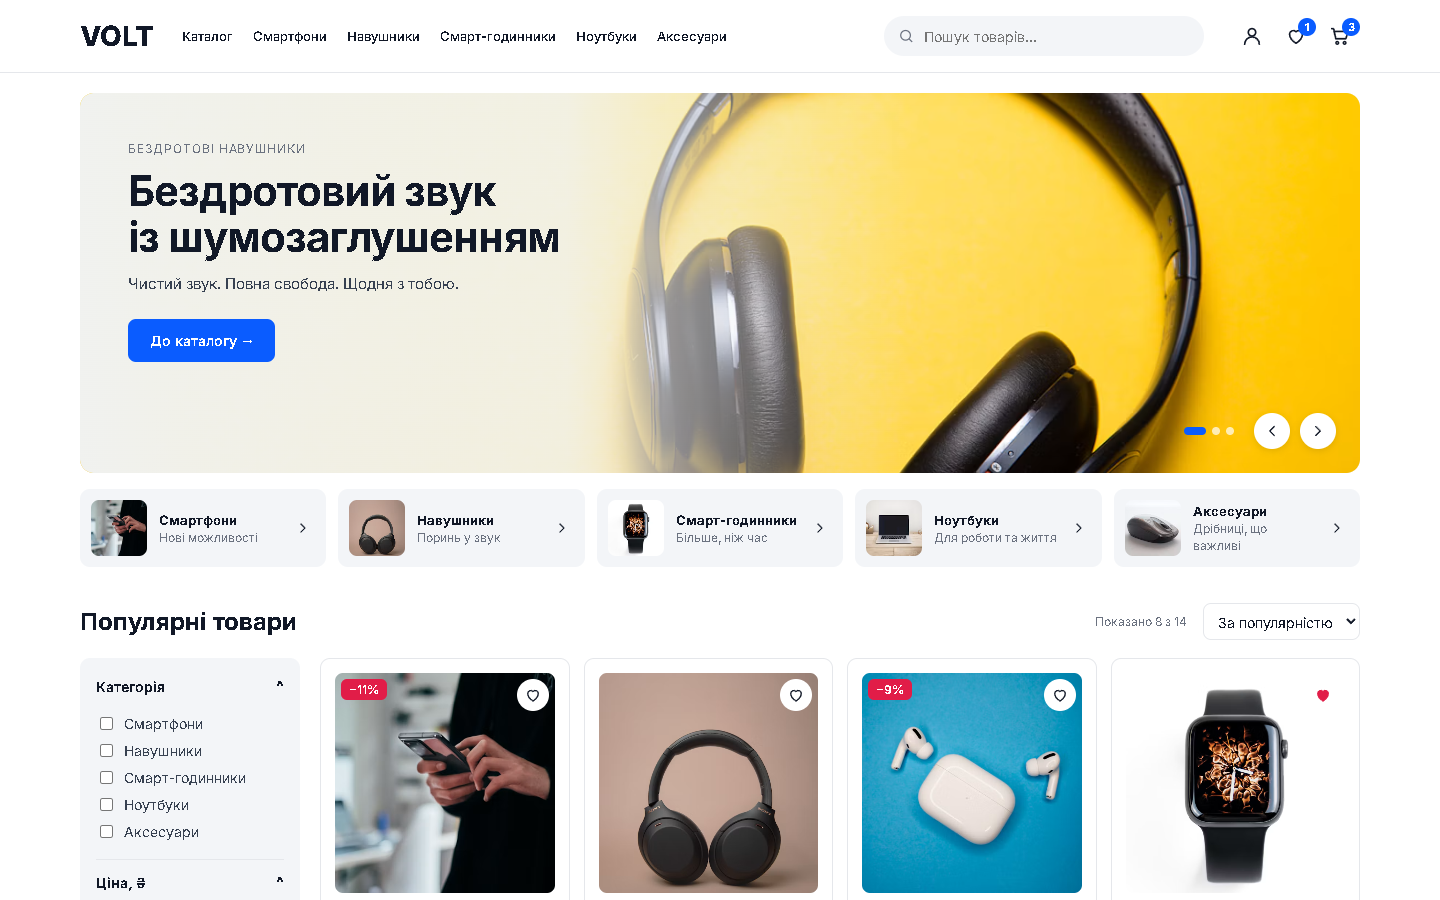 VOLT
Каталог
Смартфони
Навушники
Смарт-годинники
Ноутбуки
Аксесуари
Пошук товарів...
1
3
БЕЗДРОТОВІ НАВУШНИКИ
Бездротовий звук
із шумозаглушенням
Чистий звук. Повна свобода. Щодня з тобою.
До каталогу →
Смартфони
Нові можливості
Навушники
Поринь у звук
Смарт-годинники
Більше, ніж час
Ноутбуки
Для роботи та життя
Аксесуари
Дрібниці, що
важливі
Популярні товари
Показано 8 з 14
За популярністю
Категорія
Смартфони
Навушники
Смарт-годинники
Ноутбуки
Аксесуари
Ціна, ₴
−11%
−9%